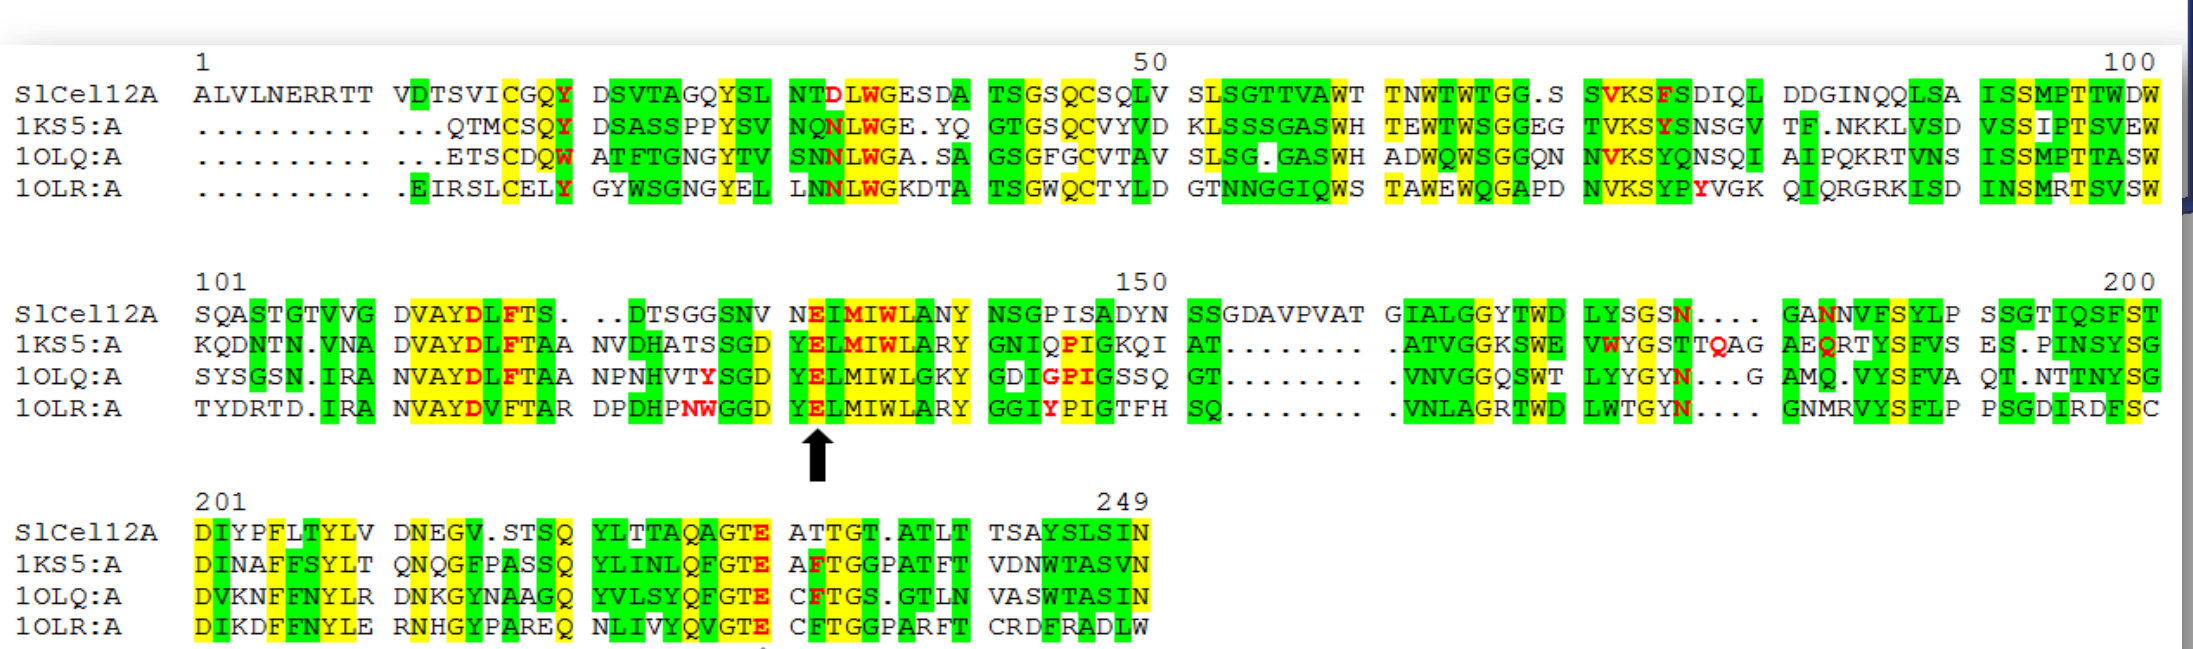 1 50 100
SlCel12A ALVLNERRTT VDTSVICGQY DSVTAGQYSL NTDLWGESDA TSGSQCSQLV SLSGTTVAWT TNWTWTGG.S SVKSFSDIQL DDGINQQLSA ISSMPTTWDW
1KS5:A .......... ...QTMCSQY DSASSPPYSV NQNLWGE.YQ GTGSQCVYVD KLSSSGASWH TEWTWSGGEG TVKSYSNSGV TF.NKKLVSD VSSIPTSVEW
1OLQ:A .......... ...ETSCDQW ATFTGNGYTV SNNLWGA.SA GSGFGCVTAV SLSG.GASWH ADWQWSGGQN NVKSYQNSQI AIPQKRTVNS ISSMPTTASW
1OLR:A .......... .EIRSLCELY GYWSGNGYEL LNNLWGKDTA TSGWQCTYLD GTNNGGIQWS TAWEWQGAPD NVKSYPYVGK QIQRGRKISD INSMRTSVSW
101 150 200
SlCel12A SQASTGTVVG DVAYDLFTS. ..DTSGGSNV NEIMIWLANY NSGPISADYN SSGDAVPVAT GIALGGYTWD LYSGSN.... GANNVFSYLP SSGTIQSFST
1KS5:A KQDNTN.VNA DVAYDLFTAA NVDHATSSGD YELMIWLARY GNIQPIGKQI AT........ .ATVGGKSWE VWYGSTTQAG AEQRTYSFVS ES.PINSYSG
1OLQ:A SYSGSN.IRA NVAYDLFTAA NPNHVTYSGD YELMIWLGKY GDIGPIGSSQ GT........ .VNVGGQSWT LYYGYN...G AMQ.VYSFVA QT.NTTNYSG
1OLR:A TYDRTD.IRA NVAYDVFTAR DPDHPNWGGD YELMIWLARY GGIYPIGTFH SQ........ .VNLAGRTWD LWTGYN.... GNMRVYSFLP PSGDIRDFSC
201 249
SlCel12A DIYPFLTYLV DNEGV.STSQ YLTTAQAGTE ATTGT.ATLT TSAYSLSIN
1KS5:A DINAFFSYLT QNQGFPASSQ YLINLQFGTE AFTGGPATFT VDNWTASVN
1OLQ:A DVKNFFNYLR DNKGYNAAGQ YVLSYQFGTE CFTGS.GTLN VASWTASIN
1OLR:A DIKDFFNYLE RNHGYPAREQ NLIVYQVGTE CFTGGPARFT CRDFRADLW